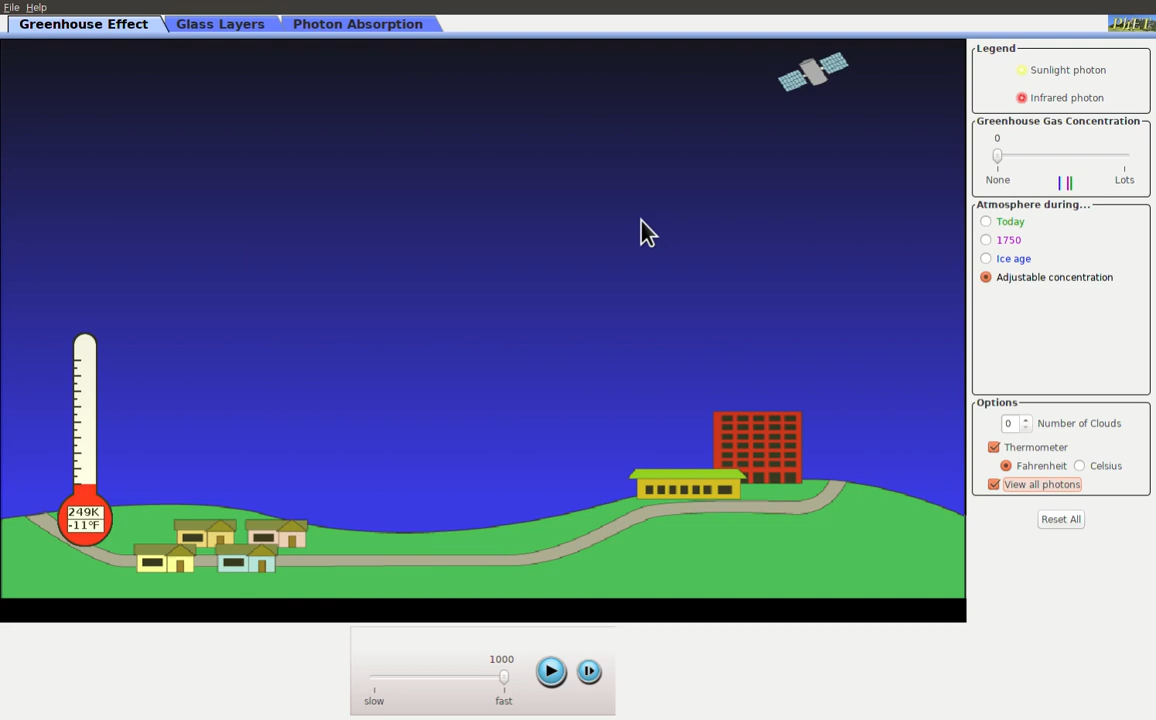 File Help
Greenhouse Effect Glass Layers Photon Absorption
PhET
Legend
Sunlight photon
Infrared photon
Greenhouse Gas Concentration
0
None Lots
Atmosphere during...
Today
1750
Ice age
Adjustable concentration
Options
0 Number of Clouds
Thermometer
Fahrenheit Celsius
View all photons
Reset All
249K
-11°F
1000
slow fast